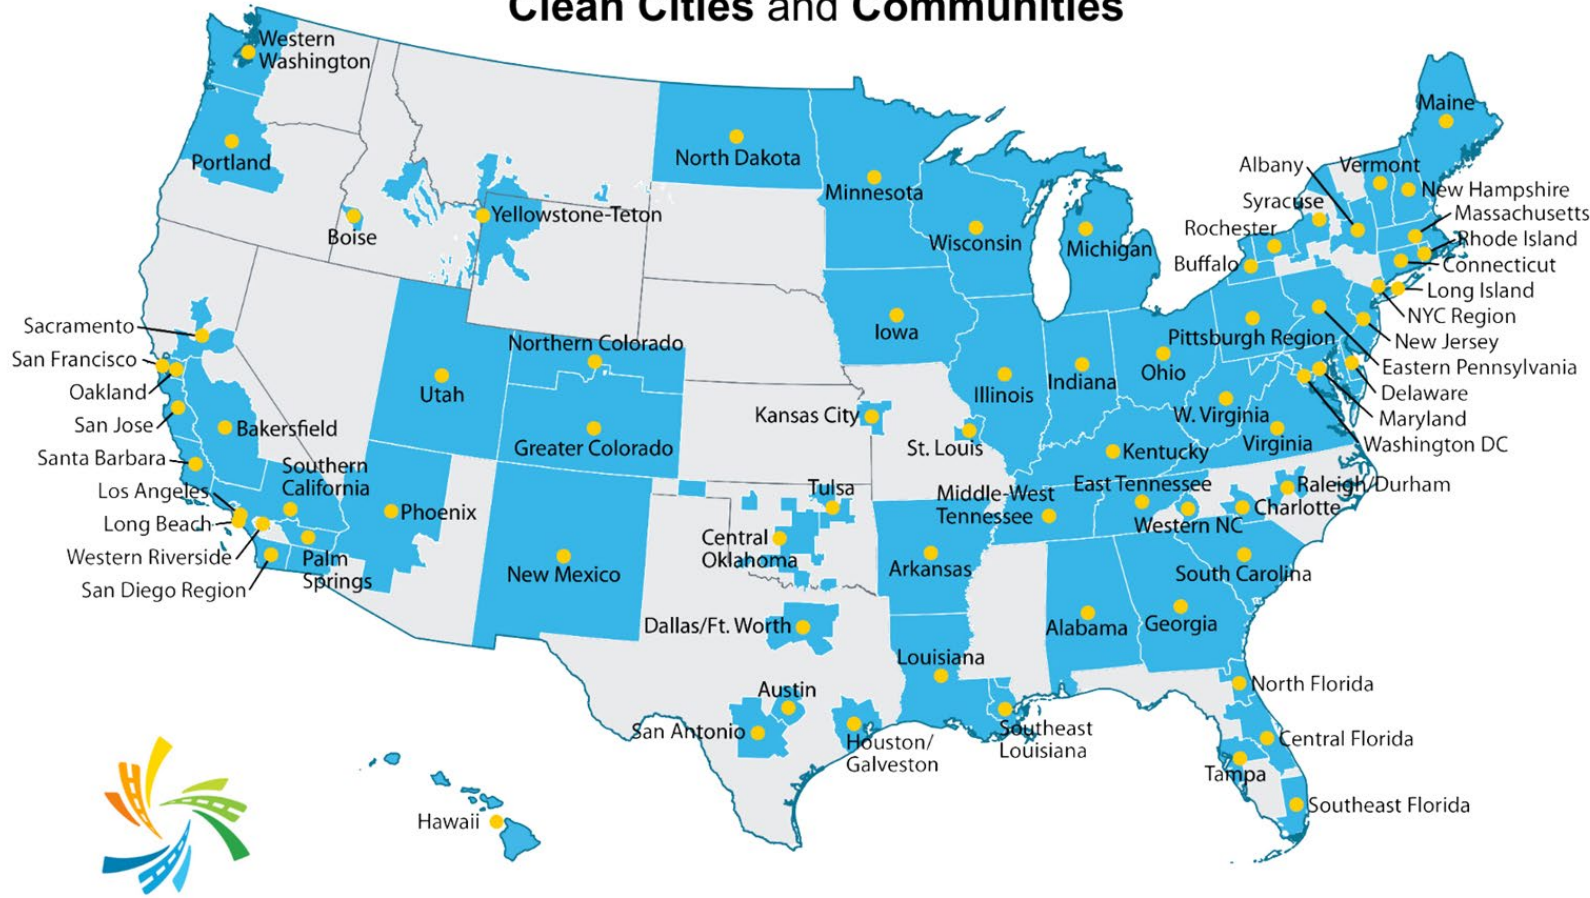 Clean Cities and Communities
Western
Washington
Portland
Boise
Yellowstone-Teton
North Dakota
Minnesota
Wisconsin
Michigan
Iowa
Illinois
Indiana
Ohio
Maine
Albany
Vermont
New Hampshire
Syracuse
Massachusetts
Rochester
Rhode Island
Buffalo
Connecticut
Long Island
NYC Region
Pittsburgh Region
New Jersey
Eastern Pennsylvania
Delaware
Maryland
Washington DC
W. Virginia
Virginia
Kentucky
Sacramento
San Francisco
Oakland
San Jose
Bakersfield
Santa Barbara
Southern
California
Los Angeles
Long Beach
Western Riverside
San Diego Region
Palm
Springs
Utah
Northern Colorado
Greater Colorado
Phoenix
New Mexico
Kansas City
St. Louis
Tulsa
Central
Oklahoma
Middle-West
Tennessee
East Tennessee
Western NC
Raleigh/Durham
Charlotte
Arkansas
South Carolina
Dallas/Ft. Worth
Alabama
Georgia
Louisiana
Austin
San Antonio
Houston/
Galveston
Southeast
Louisiana
North Florida
Central Florida
Tampa
Southeast Florida
Hawaii